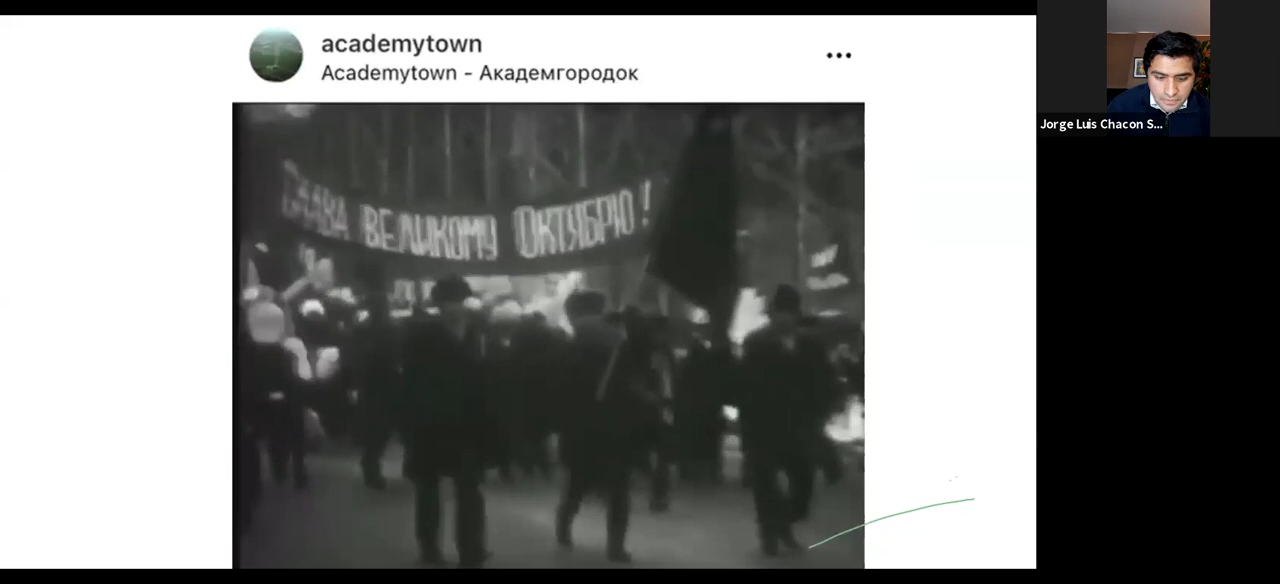 academytown
Academytown - Академгородок
СЛАВА ВЕЛИКОМУ ОКТЯБРЮ!
Jorge Luis Chacon S...